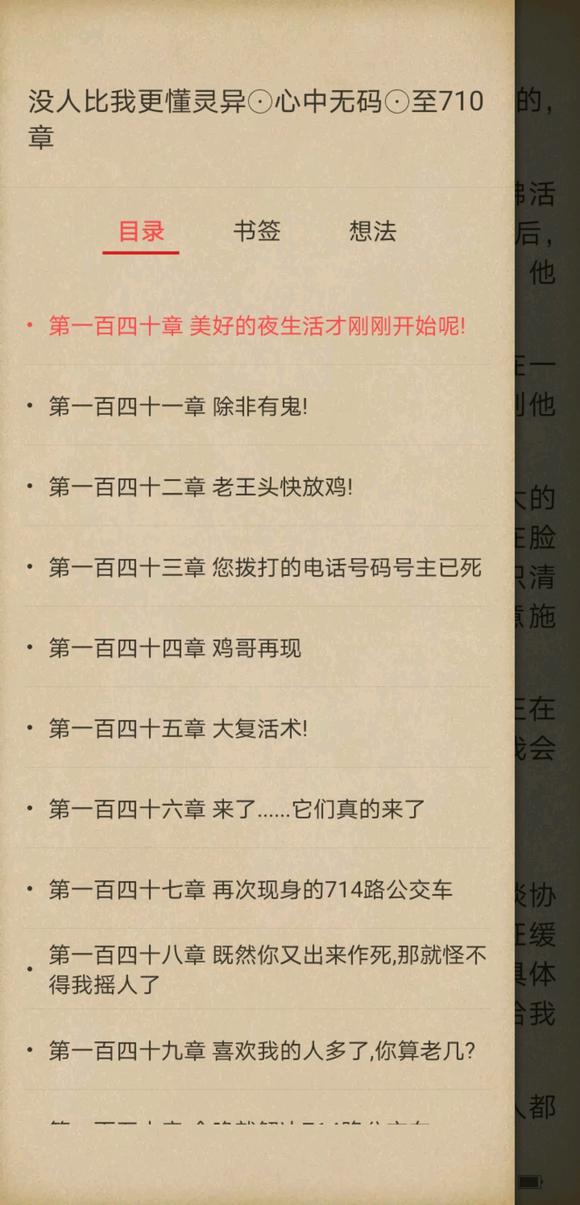 没人比我更懂灵异⊙心中无码⊙至710
章
目录 书签 想法
• 第一百四十章 美好的夜生活才刚刚开始呢!
• 第一百四十一章 除非有鬼!
• 第一百四十二章 老王头快放鸡!
• 第一百四十三章 您拨打的电话号码号主已死
• 第一百四十四章 鸡哥再现
• 第一百四十五章 大复活术!
• 第一百四十六章 来了......它们真的来了
• 第一百四十七章 再次现身的714路公交车
• 第一百四十八章 既然你又出来作死,那就怪不
得我摇人了
• 第一百四十九章 喜欢我的人多了,你算老几?
的,
活
后,
他
一
他
的
脸
清
施
在
会
协
缓
具体
给我
都